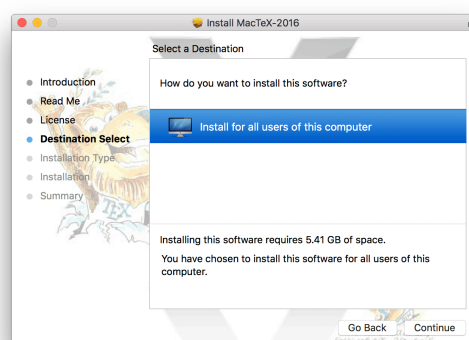 Install MacTeX-2016
Select a Destination
Introduction
Read Me
License
Destination Select
Installation Type
Installation
Summary
How do you want to install this software?
Install for all users of this computer
Installing this software requires 5.41 GB of space.
You have chosen to install this software for all users of this
computer.
TEX
Go Back
Continue